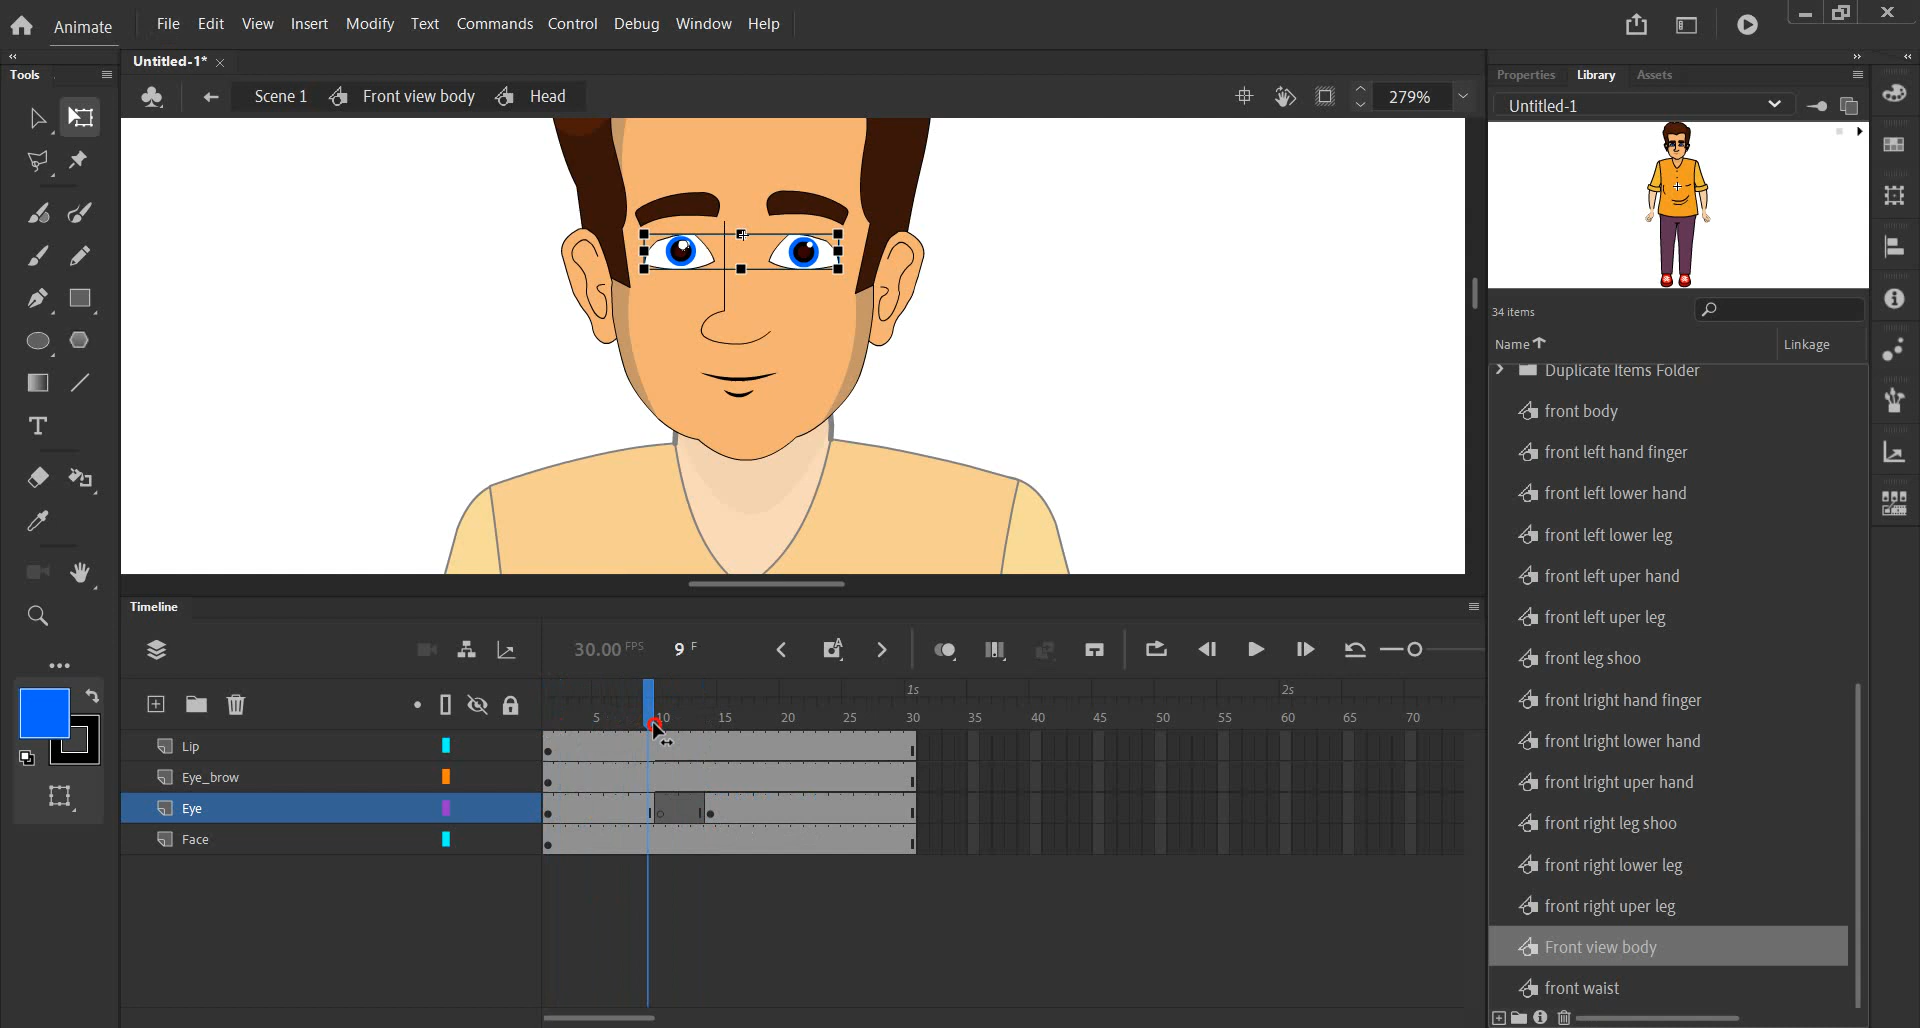 Animate
File Edit View Insert Modify Text Commands Control Debug Window Help
Tools
Untitled-1*
Scene 1 Front view body Head
279%
Properties Library Assets
Untitled-1
34 items
Name Linkage
Duplicate Items Folder
front body
front left hand finger
front left lower hand
front left lower leg
front left uper hand
front left uper leg
front leg shoo
front lright hand finger
front lright lower hand
front lright uper hand
front right leg shoo
front right lower leg
front right uper leg
Front view body
front waist
Timeline
30.00 FPS 9 F
1s 2s
5 10 15 20 25 30 35 40 45 50 55 60 65 70
Lip
Eye_brow
Eye
Face